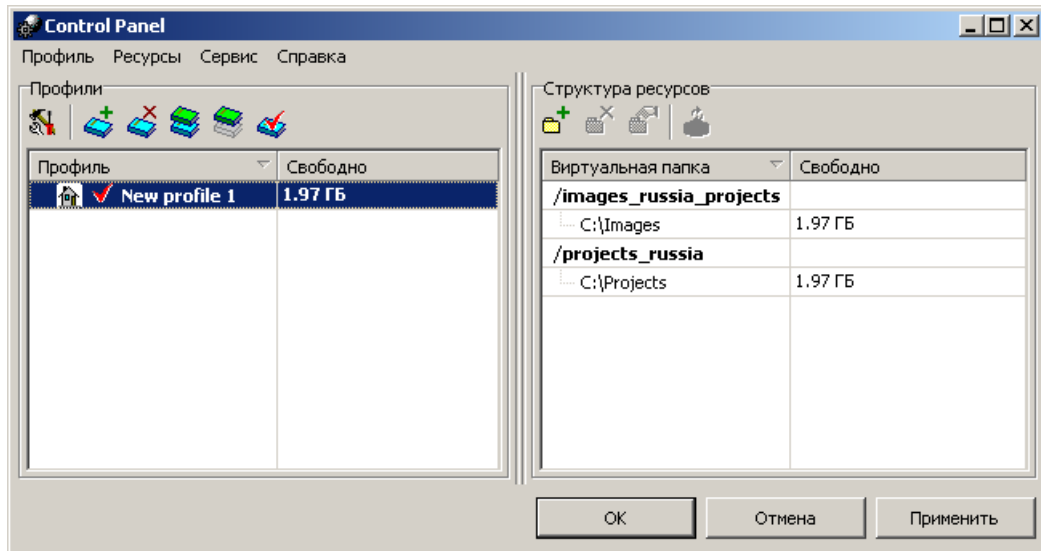 Control Panel
Профиль Ресурсы Сервис Справка
Профили
Профиль Свободно
New profile 1 1.97 ГБ
Структура ресурсов
Виртуальная папка Свободно
/images_russia_projects
C:\Images 1.97 ГБ
/projects_russia
C:\Projects 1.97 ГБ
OK Отмена Применить